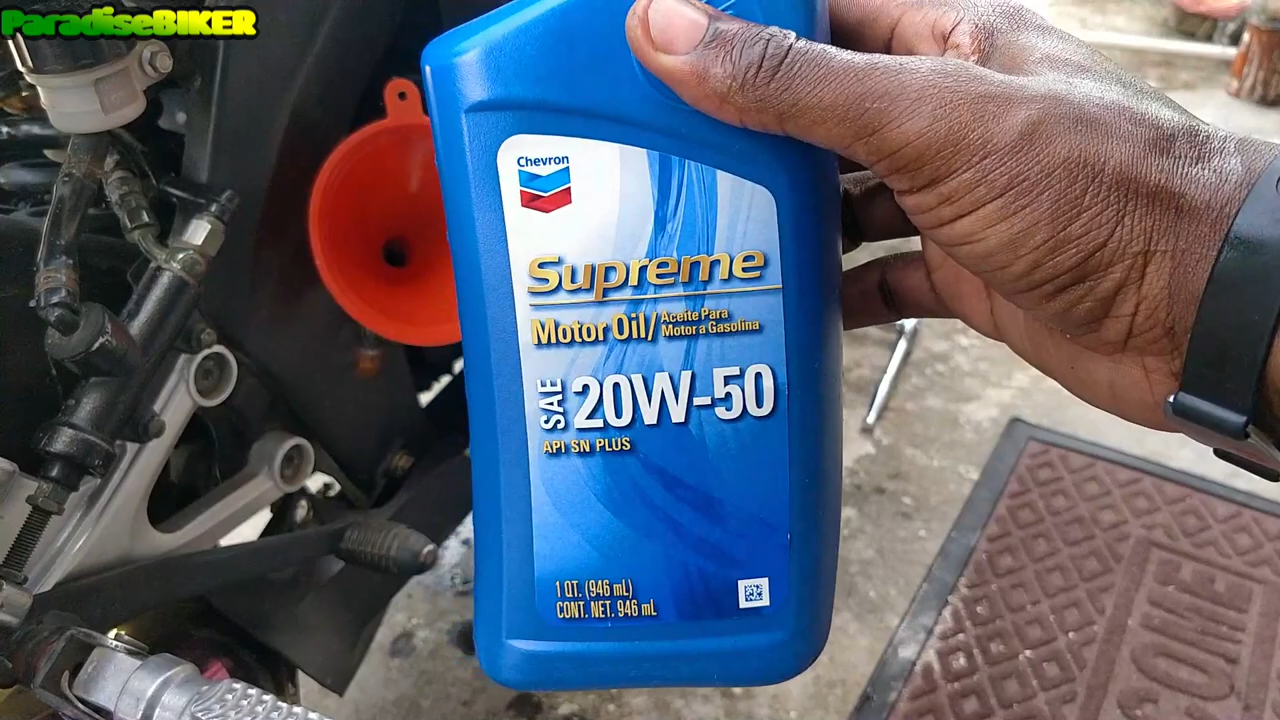 ParadiseBIKER
Chevron
Supreme
Motor Oil/ Aceite Para
Motor a Gasolina
SAE 20W-50
API SN PLUS
1 QT. (946 mL)
CONT. NET. 946 mL